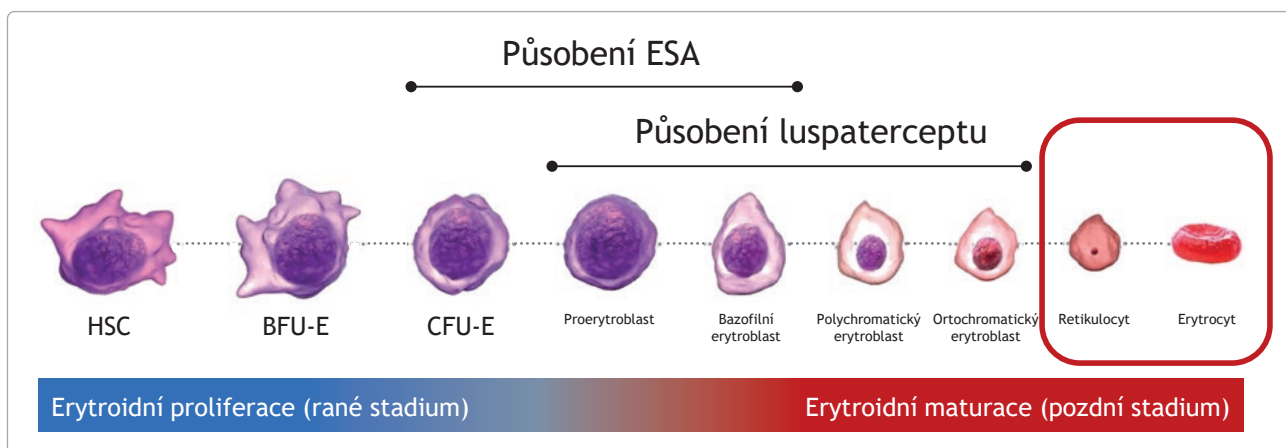 Působení ESA
Působení luspaterceptu
HSC
BFU-E
CFU-E
Proerytroblast
Bazofilní
erytroblast
Polychromatický
erytroblast
Ortochromatický
erytroblast
Retikulocyt
Erytrocyt
Erytroidní proliferace (rané stadium)
Erytroidní maturace (pozdní stadium)